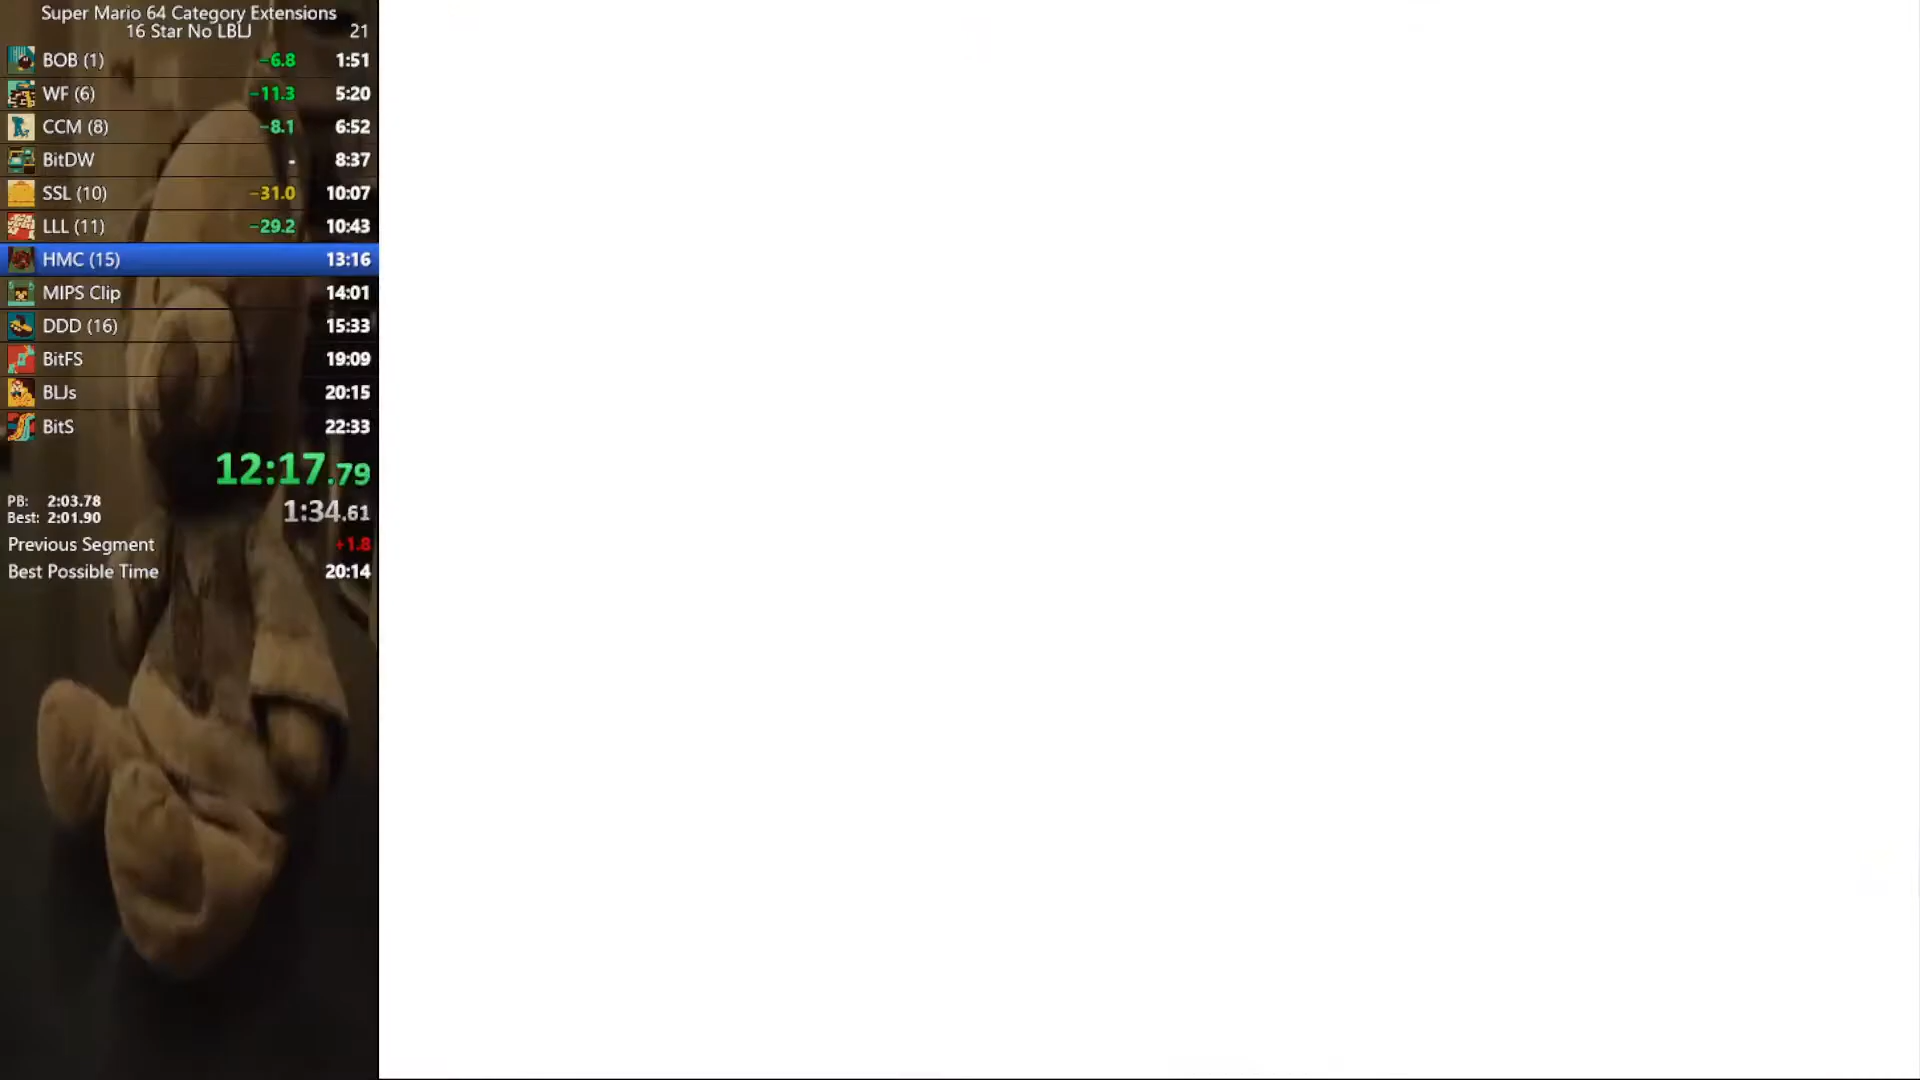 Super Mario 64 Category Extensions
16 Star No LBLJ 21
BOB (1) −6.8 1:51
WF (6) −11.3 5:20
CCM (8) −8.1 6:52
BitDW - 8:37
SSL (10) −31.0 10:07
LLL (11) −29.2 10:43
HMC (15) 13:16
MIPS Clip 14:01
DDD (16) 15:33
BitFS 19:09
BLJs 20:15
BitS 22:33
12:17.79
PB: 2:03.78
Best: 2:01.90
1:34.61
Previous Segment +1.8
Best Possible Time 20:14